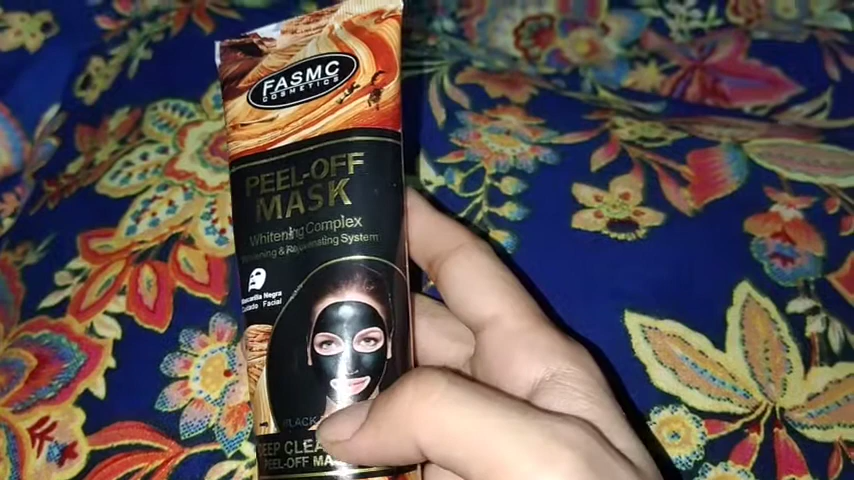 FASMC
COSMETICS
PEEL-OFF
MASK
Whitening Complex
Whitening & Rejuvenating System
Mascarilla Negra
Cuidado Facial
BLACK
DEEP CLEA
PEEL-OFF MA